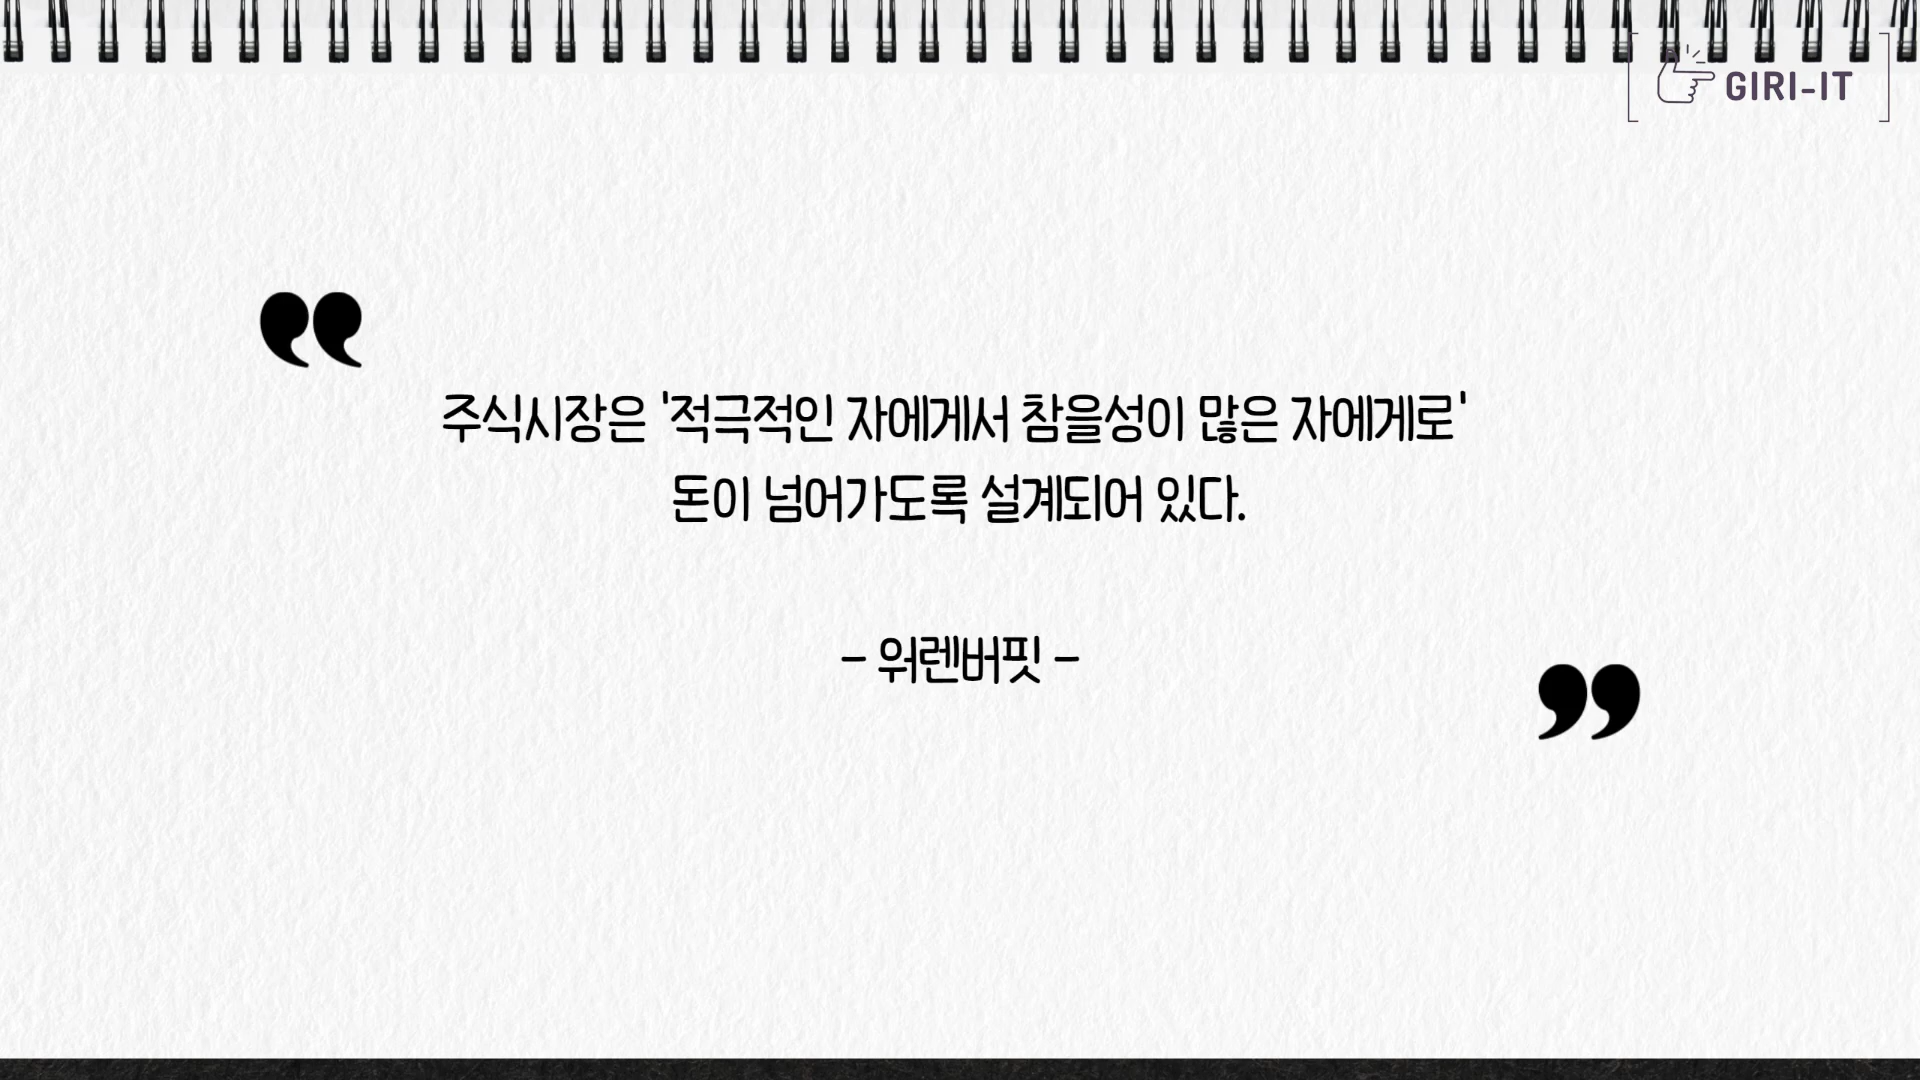 GIRI-IT
주식시장은 '적극적인 자에게서 참을성이 많은 자에게로'
돈이 넘어가도록 설계되어 있다.
- 워렌버핏 -